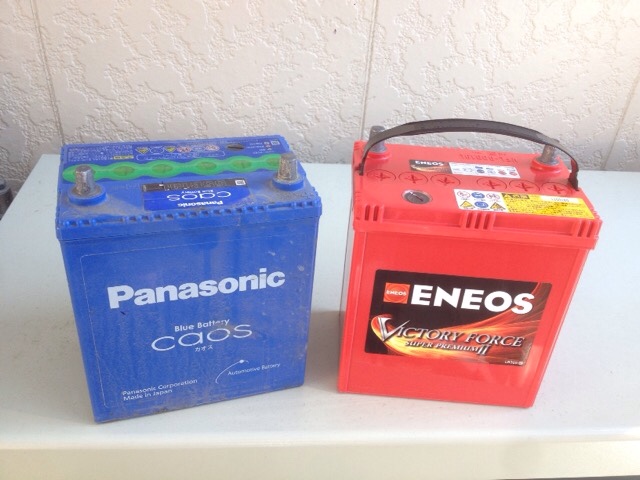 Panasonic
caos
Panasonic
Blue Battery
caos
カオス
Automotive Battery
Panasonic Corporation
Made in Japan
ENEOS
ENEOS
ENEOS
VICTORY FORCE
SUPER PREMIUM II